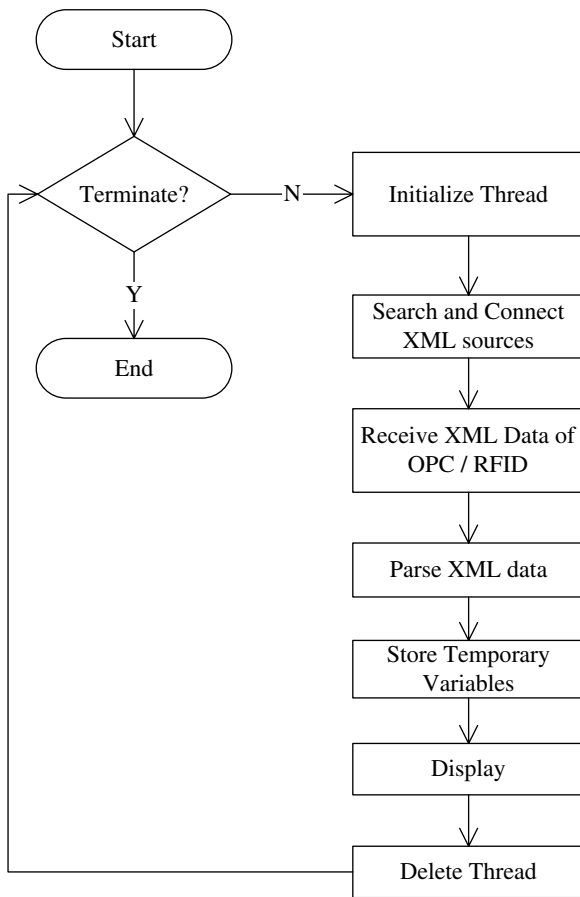 Start
Terminate?
N
Initialize Thread
Y
End
Search and Connect
XML sources
Receive XML Data of
OPC / RFID
Parse XML data
Store Temporary
Variables
Display
Delete Thread